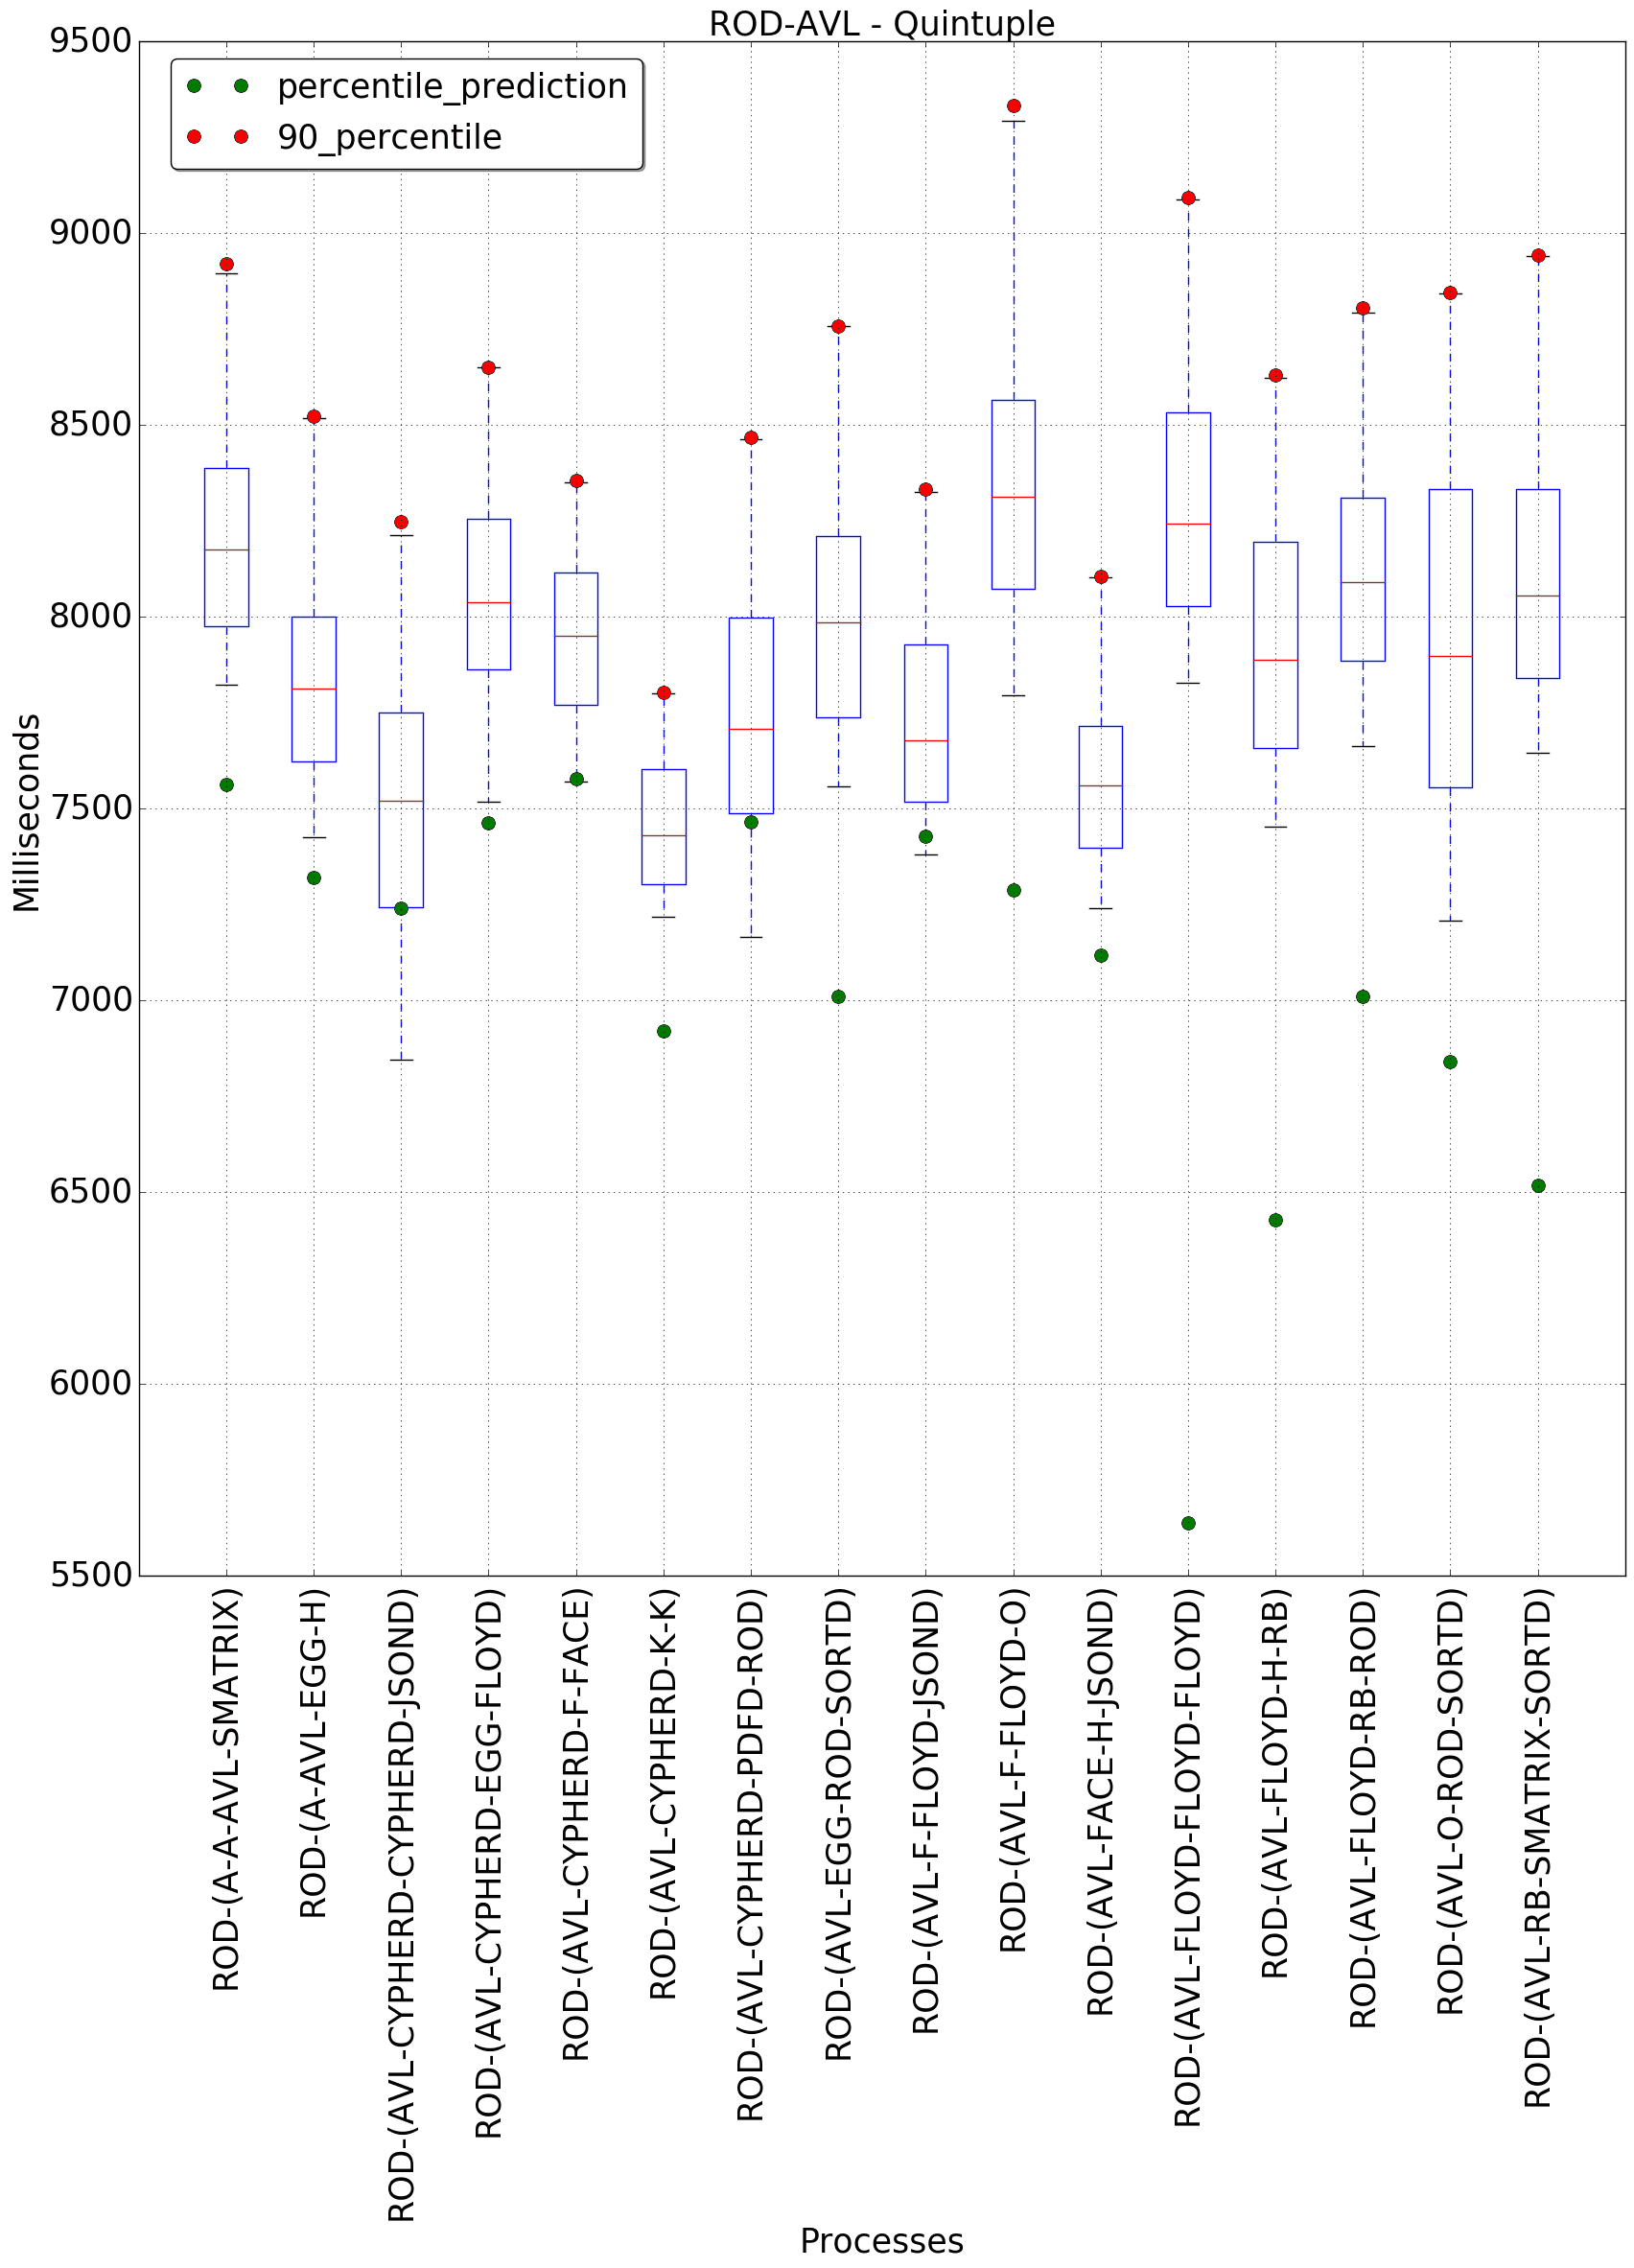 ROD-AVL - Quintuple
9500
9000
8500
8000
7500
7000
6500
6000
5500
Milliseconds
percentile_prediction
90_percentile
ROD-(A-A-AVL-SMATRIX)
ROD-(A-AVL-EGG-H)
ROD-(AVL-CYPHERD-CYPHERD-JSOND)
ROD-(AVL-CYPHERD-EGG-FLOYD)
ROD-(AVL-CYPHERD-F-FACE)
ROD-(AVL-CYPHERD-K-K)
ROD-(AVL-CYPHERD-PDFD-ROD)
ROD-(AVL-EGG-ROD-SORTD)
ROD-(AVL-F-FLOYD-JSOND)
ROD-(AVL-F-FLOYD-O)
ROD-(AVL-FACE-H-JSOND)
ROD-(AVL-FLOYD-FLOYD-FLOYD)
ROD-(AVL-FLOYD-H-RB)
ROD-(AVL-FLOYD-RB-ROD)
ROD-(AVL-O-ROD-SORTD)
ROD-(AVL-RB-SMATRIX-SORTD)
Processes